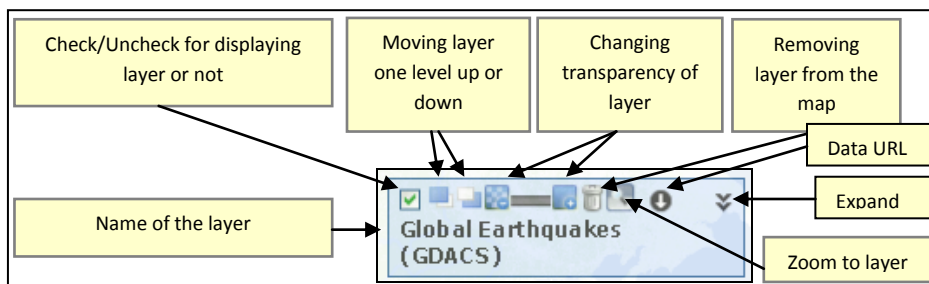 Check/Uncheck for displaying
layer or not
Moving layer
one level up or
down
Changing
transparency of
layer
Removing
layer from the
map
Data URL
Expand
Name of the layer
Global Earthquakes
(GDACS)
Zoom to layer